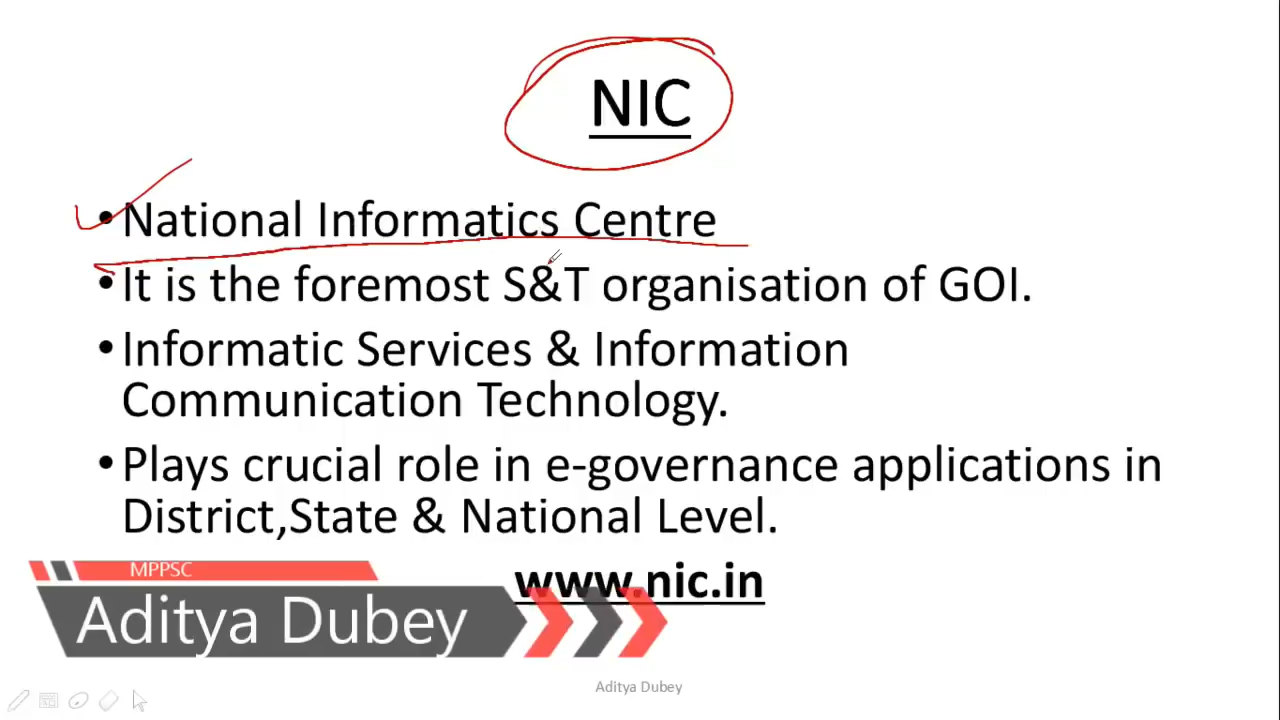 NIC
• National Informatics Centre
• It is the foremost S&T organisation of GOI.
• Informatic Services & Information
Communication Technology.
• Plays crucial role in e-governance applications in
District,State & National Level.
www.nic.in
MPPSC
Aditya Dubey
Aditya Dubey